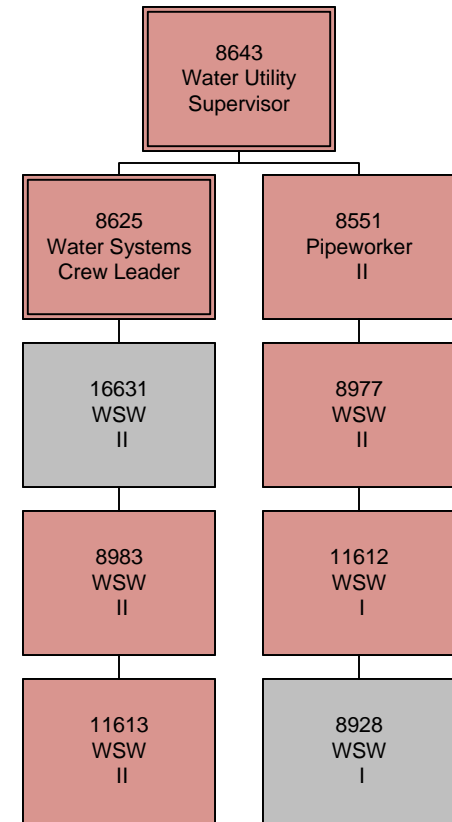 8643
Water Utility
Supervisor
8625
Water Systems
Crew Leader
8551
Pipeworker
II
16631
WSW
II
8977
WSW
II
8983
WSW
II
11612
WSW
I
11613
WSW
II
8928
WSW
I